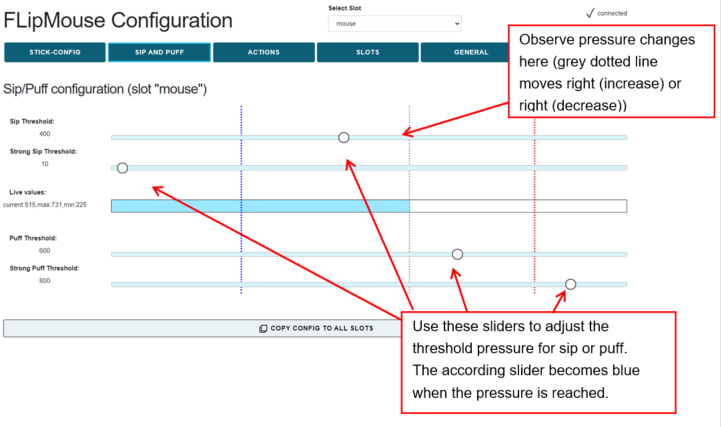 FLipMouse Configuration
Select Slot
mouse
connected
STICK-CONFIG
SIP AND PUFF
ACTIONS
SLOTS
GENERAL
Observe pressure changes
here (grey dotted line
moves right (increase) or
right (decrease))
Sip/Puff configuration (slot "mouse")
Sip Threshold:
400
Strong Sip Threshold:
10
Live values:
current:515,max:731,min:225
Puff Threshold:
600
Strong Puff Threshold:
800
COPY CONFIG TO ALL SLOTS
Use these sliders to adjust the
threshold pressure for sip or puff.
The according slider becomes blue
when the pressure is reached.